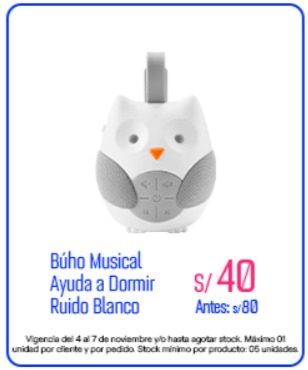 Búho Musical
Ayuda a Dormir
Ruido Blanco
S/ 40
Antes: s/80
Vigencia del 4 al 7 de noviembre y/o hasta agotar stock. Máximo 01
unidad por cliente y por pedido. Stock mínimo por producto: 05 unidades.